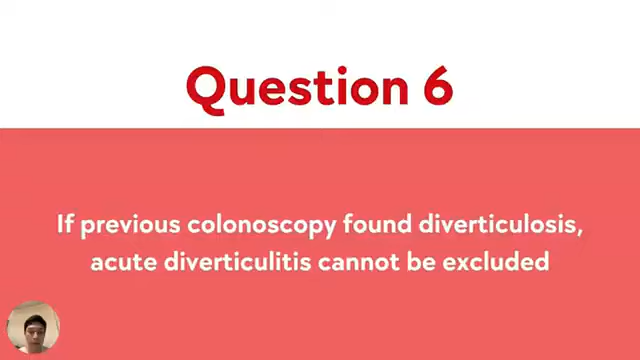 Question 6
If previous colonoscopy found diverticulosis,
acute diverticulitis cannot be excluded